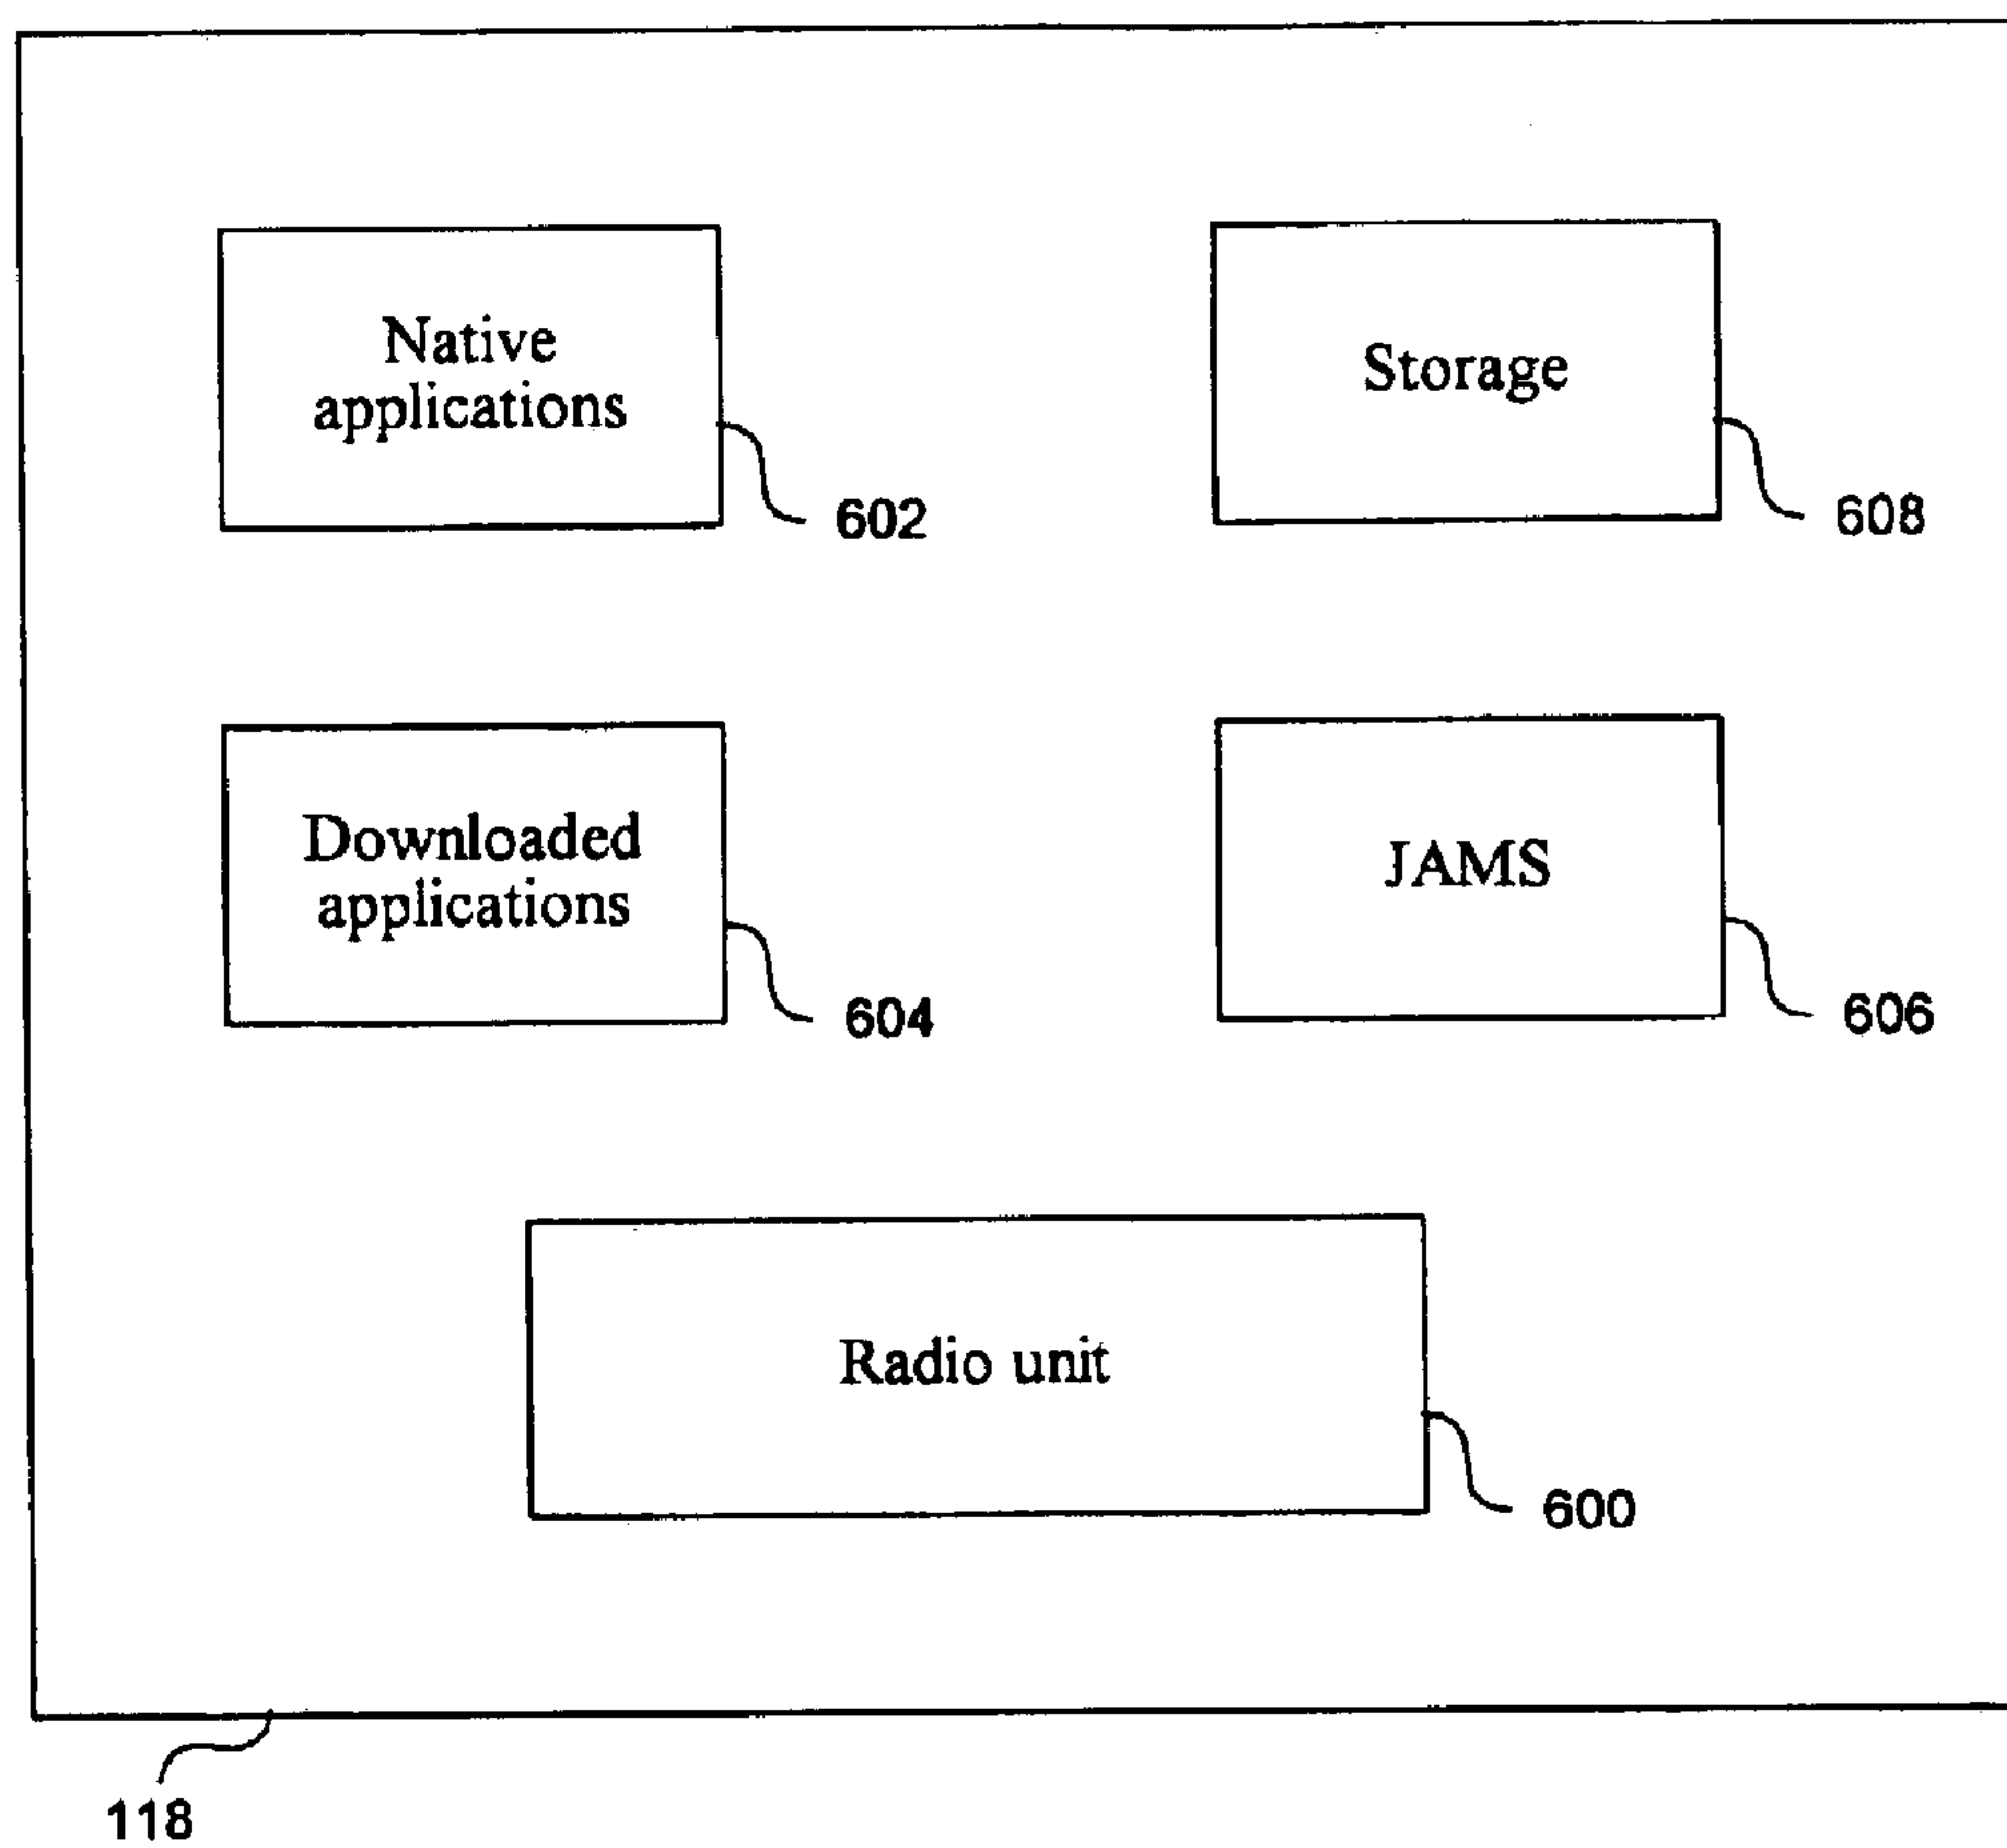 Native
applications
602
Storage
608
Downloaded
applications
604
JAMS
606
Radio unit
600
118